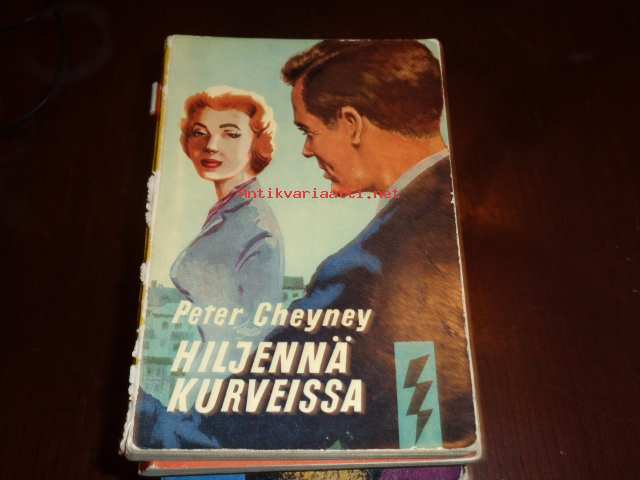 antikvariaatti.net
Peter Cheyney
HILJENNÄ
KURVEISSA